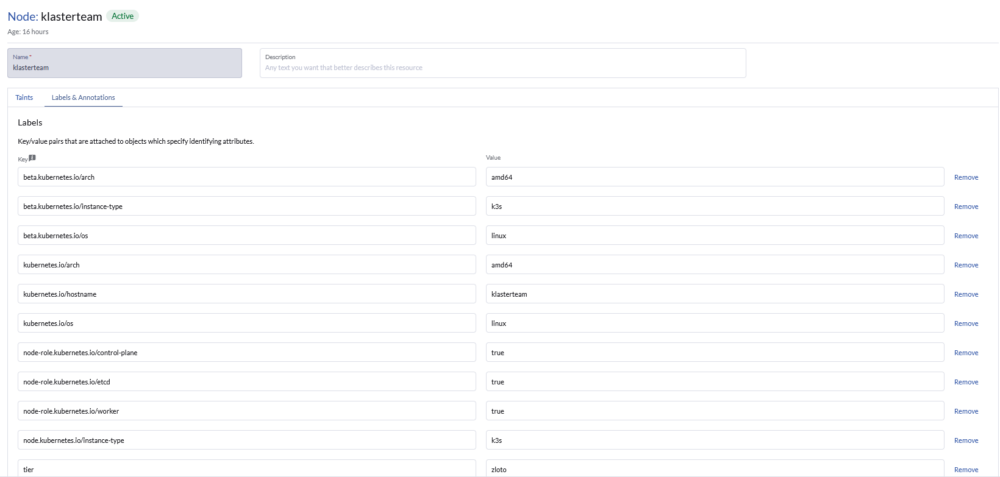 Node: klasterteam Active
Age: 16 hours
Name *
klasterteam
Description
Any text you want that better describes this resource
Taints Labels & Annotations
Labels
Key/value pairs that are attached to objects which specify identifying attributes.
Key Value
beta.kubernetes.io/arch amd64 Remove
beta.kubernetes.io/instance-type k3s Remove
beta.kubernetes.io/os linux Remove
kubernetes.io/arch amd64 Remove
kubernetes.io/hostname klasterteam Remove
kubernetes.io/os linux Remove
node-role.kubernetes.io/control-plane true Remove
node-role.kubernetes.io/etcd true Remove
node-role.kubernetes.io/worker true Remove
node.kubernetes.io/instance-type k3s Remove
tier zloto Remove